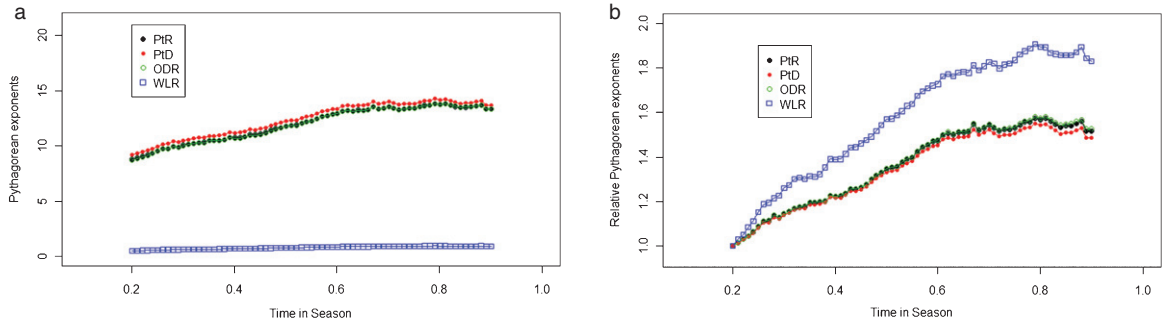 a
Pythagorean exponents
20
15
10
5
0
PtR
PtD
ODR
WLR
0.2 0.4 0.6 0.8 1.0
Time in Season
b
Relative Pythagorean exponents
2.0
1.8
1.6
1.4
1.2
1.0
PtR
PtD
ODR
WLR
0.2 0.4 0.6 0.8 1.0
Time in Season